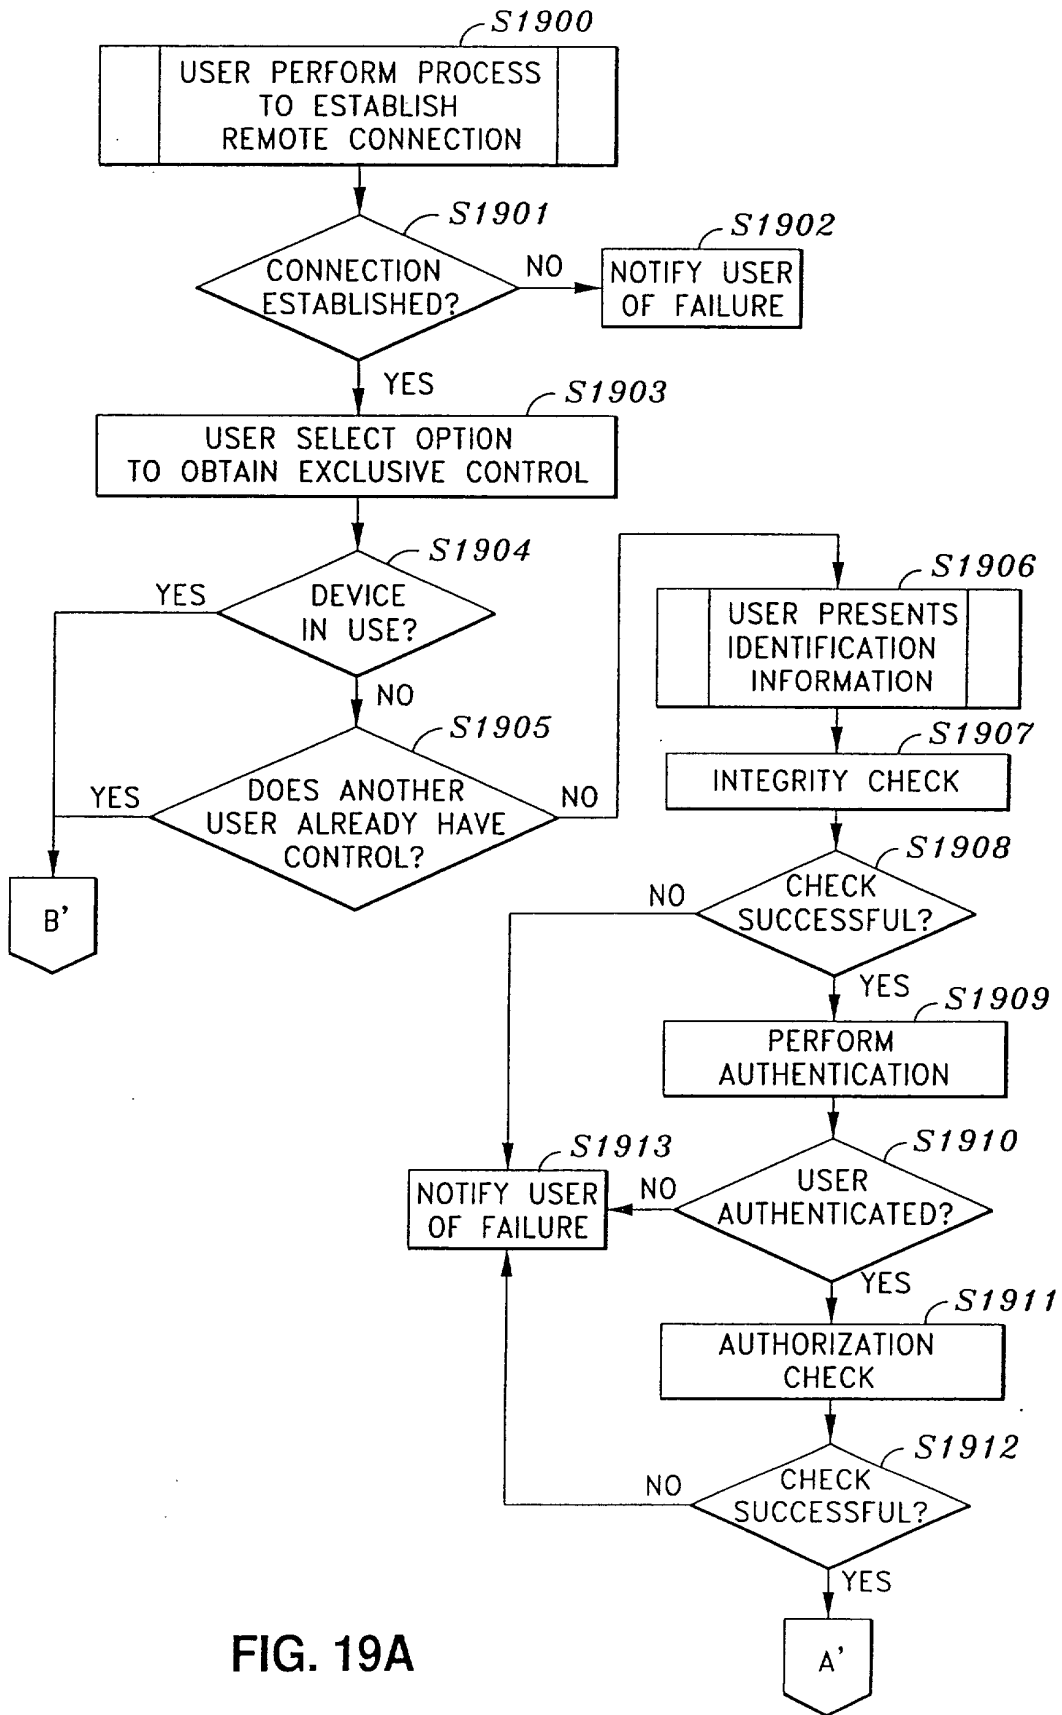 S1900
USER PERFORM PROCESS
TO ESTABLISH
REMOTE CONNECTION
S1901
CONNECTION
ESTABLISHED?
NO
S1902
NOTIFY USER
OF FAILURE
YES
S1903
USER SELECT OPTION
TO OBTAIN EXCLUSIVE CONTROL
S1904
DEVICE
IN USE?
YES
NO
S1905
DOES ANOTHER
USER ALREADY HAVE
CONTROL?
YES
NO
B'
S1906
USER PRESENTS
IDENTIFICATION
INFORMATION
S1907
INTEGRITY CHECK
S1908
CHECK
SUCCESSFUL?
NO
YES
S1909
PERFORM
AUTHENTICATION
S1910
USER
AUTHENTICATED?
NO
S1913
NOTIFY USER
OF FAILURE
YES
S1911
AUTHORIZATION
CHECK
S1912
CHECK
SUCCESSFUL?
NO
YES
A'
FIG. 19A